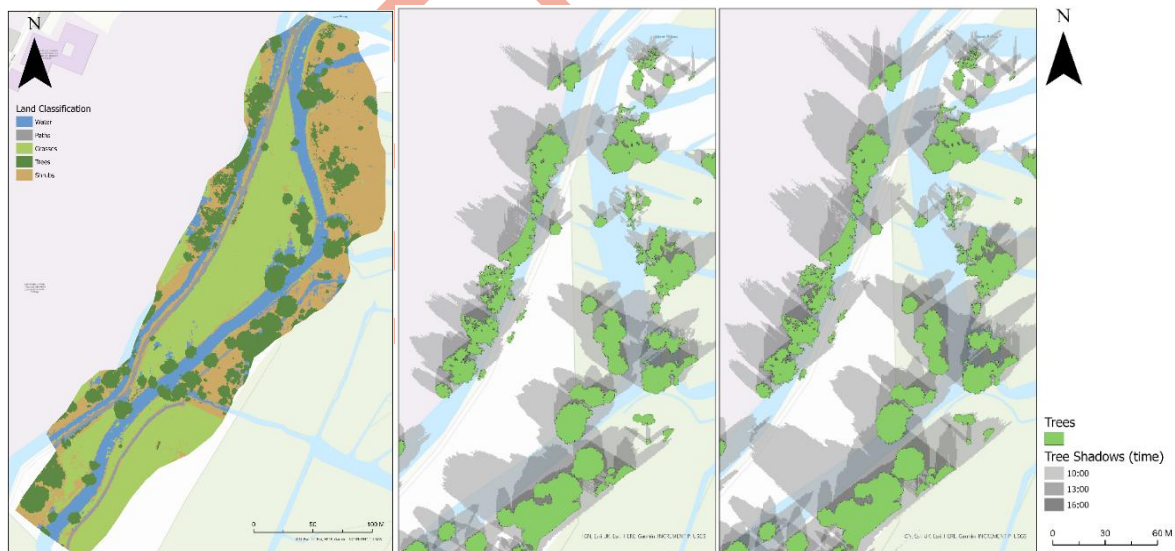 N
Land Classification
Water
Paths
Grasses
Trees
Shrubs
0 50 100 M
N
Trees
Tree Shadows (time)
10:00
13:00
16:00
0 30 60 M